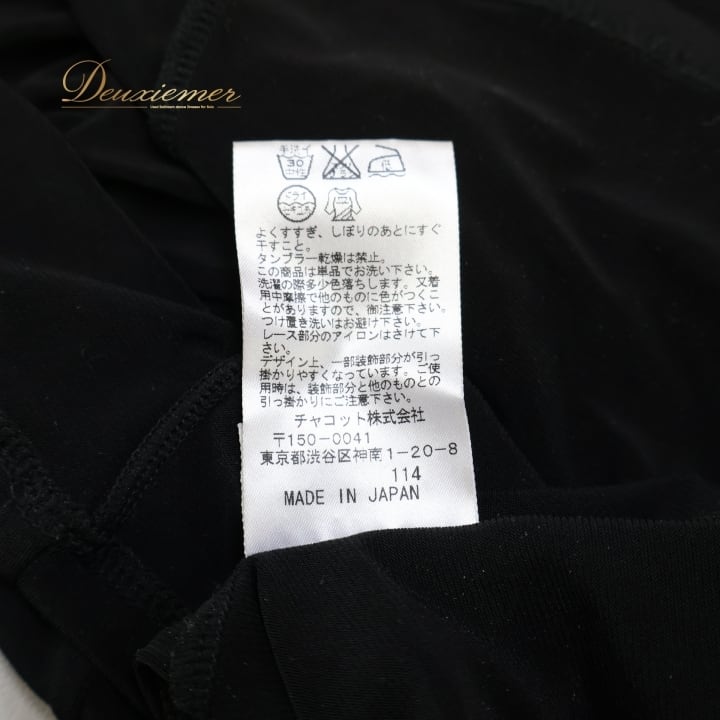 Deuxiemer
手洗イ
30
中性
低
ドライ
よくすすぎ、しぼりのあとにすぐ
干すこと。
タンブラー乾燥は禁止。
この商品は単品でお洗い下さい。
洗濯の際多少色落ちします。又着
用中摩擦で他のものに色がつくこ
とがありますので、御注意下さい。
つけ置き洗いはお避け下さい。
レース部分のアイロンはさけて下
さい。
デザイン上、一部装飾部分が引っ
掛かりやすくなっています。ご使
用時は、装飾部分と他のものとの
引っ掛かりにご注意下さい。
チャコット株式会社
〒150-0041
東京都渋谷区神南1-20-8
114
MADE IN JAPAN